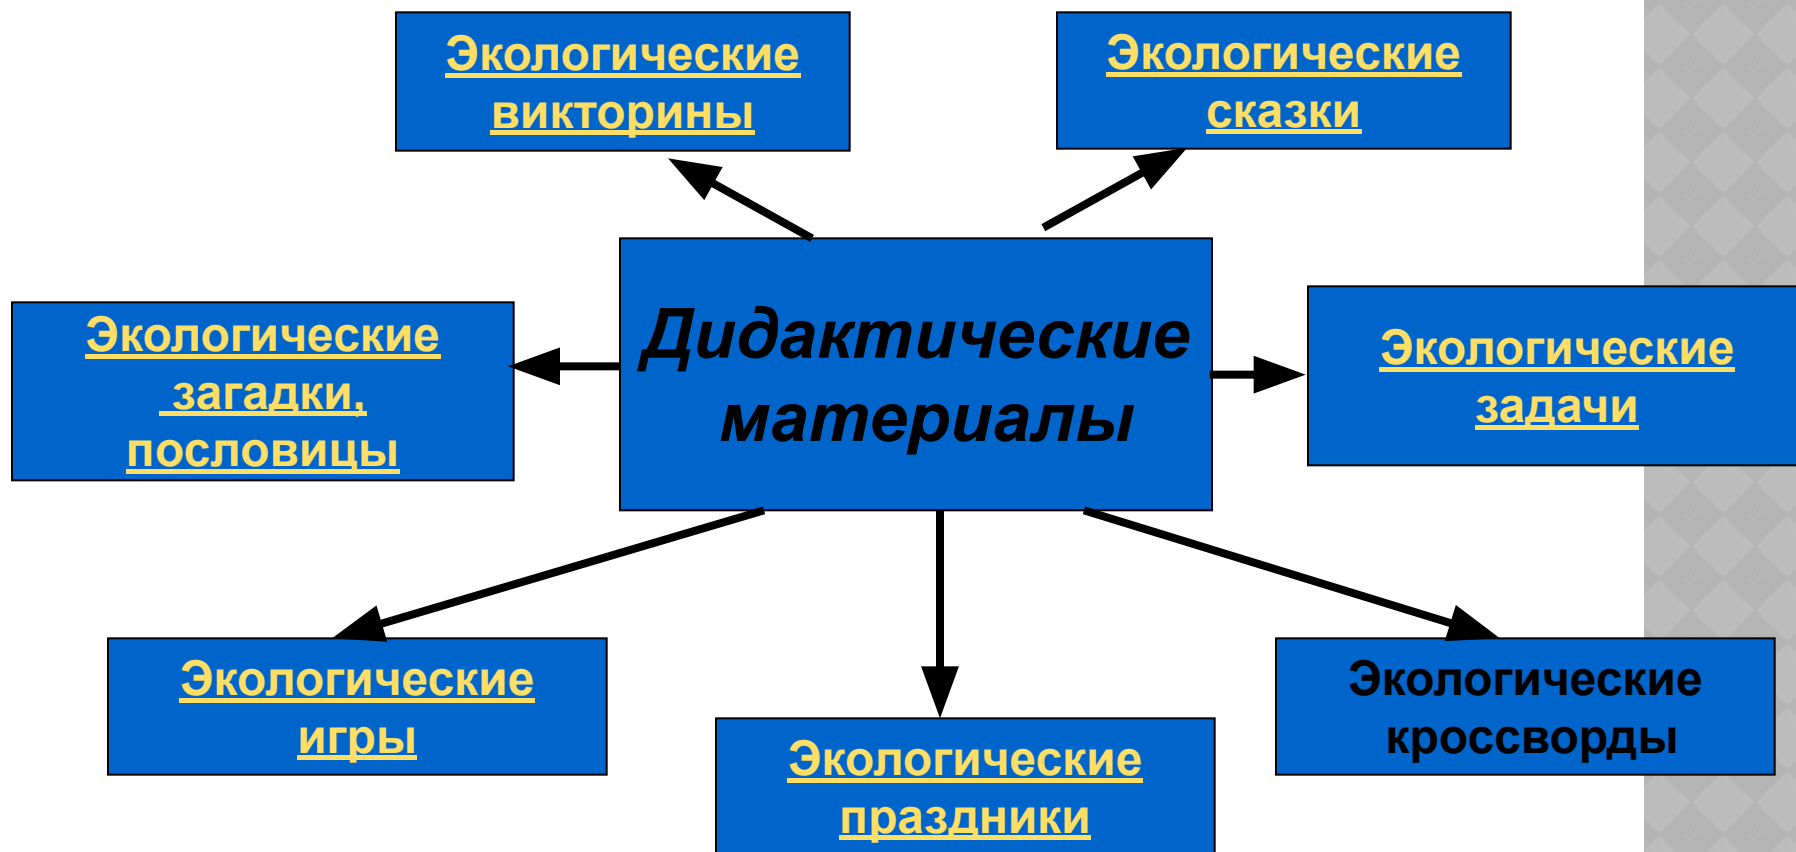 Экологические
викторины
Экологические
сказки
Экологические
загадки,
пословицы
Дидактические
материалы
Экологические
задачи
Экологические
игры
Экологические
праздники
Экологические
кроссворды